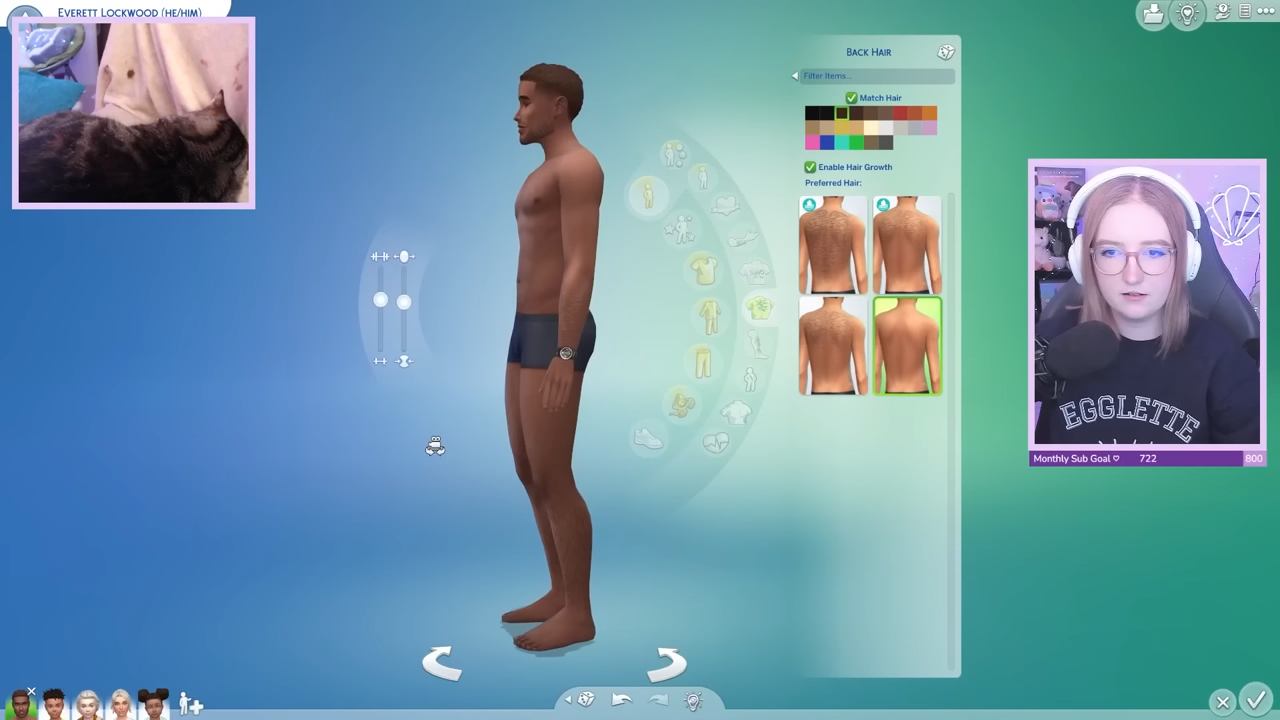 EVERETT LOCKWOOD (HE/HIM)
BACK HAIR
Filter Items...
Match Hair
Enable Hair Growth
Preferred Hair:
EGGLETTE
Monthly Sub Goal ♡ 722 800